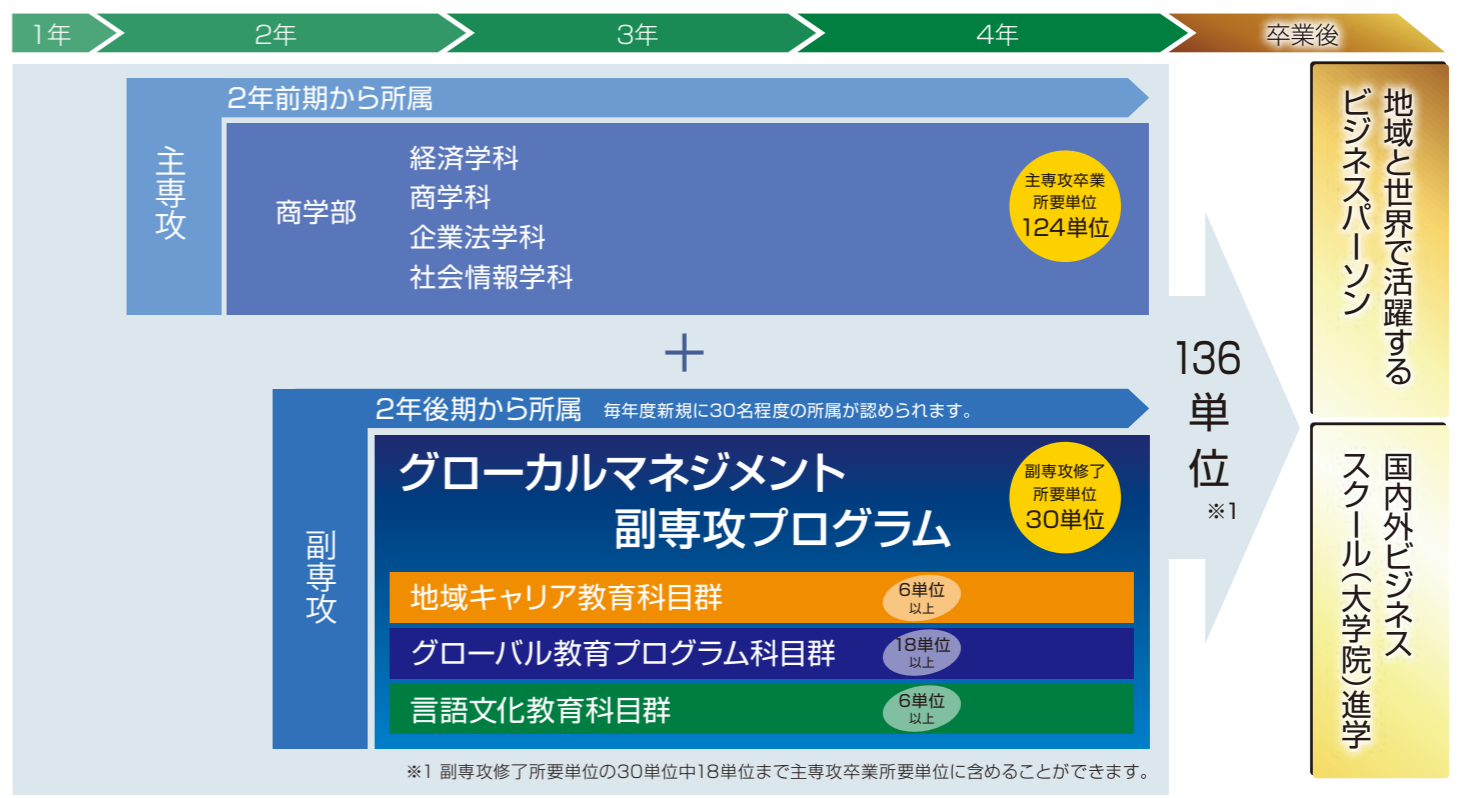 1年
2年
3年
4年
卒業後
2年前期から所属
主専攻
商学部
経済学科
商学科
企業法学科
社会情報学科
主専攻卒業
所要単位
124単位
+
2年後期から所属 毎年度新規に30名程度の所属が認められます。
副専攻
グローカルマネジメント
副専攻プログラム
副専攻修了
所要単位
30単位
地域キャリア教育科目群
6単位
以上
グローバル教育プログラム科目群
18単位
以上
言語文化教育科目群
6単位
以上
※1 副専攻修了所要単位の30単位中18単位まで主専攻卒業所要単位に含めることができます。
136
単
位
※1
地域と世界で活躍する
ビジネスパーソン
国内外ビジネス
スクール(大学院)進学